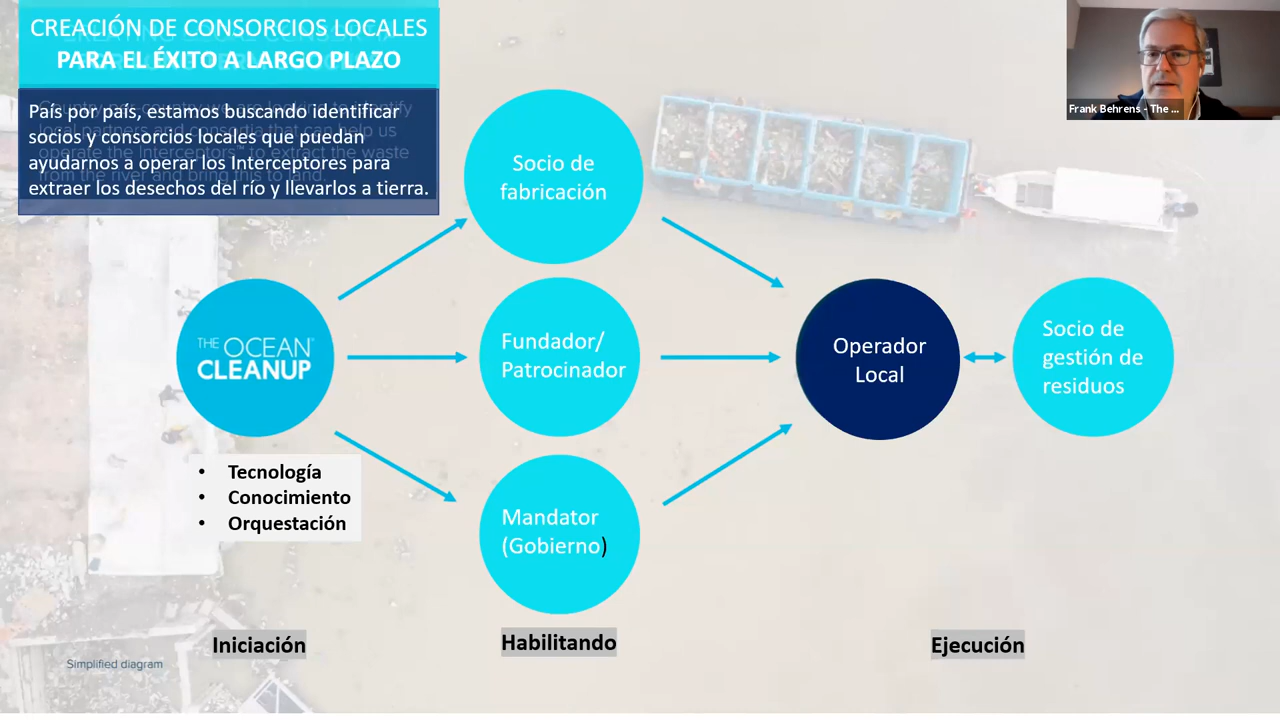 CREACIÓN DE CONSORCIOS LOCALES
PARA EL ÉXITO A LARGO PLAZO
País por país, estamos buscando identificar
socios y consorcios locales que puedan
ayudarnos a operar los Interceptores para
extraer los desechos del río y llevarlos a tierra.
Frank Behrens - The ...
Socio de
fabricación
THE OCEAN
CLEANUP
Fundador/
Patrocinador
Operador
Local
Socio de
gestión de
residuos
• Tecnología
• Conocimiento
• Orquestación
Mandator
(Gobierno)
Iniciación
Habilitando
Ejecución
Simplified diagram